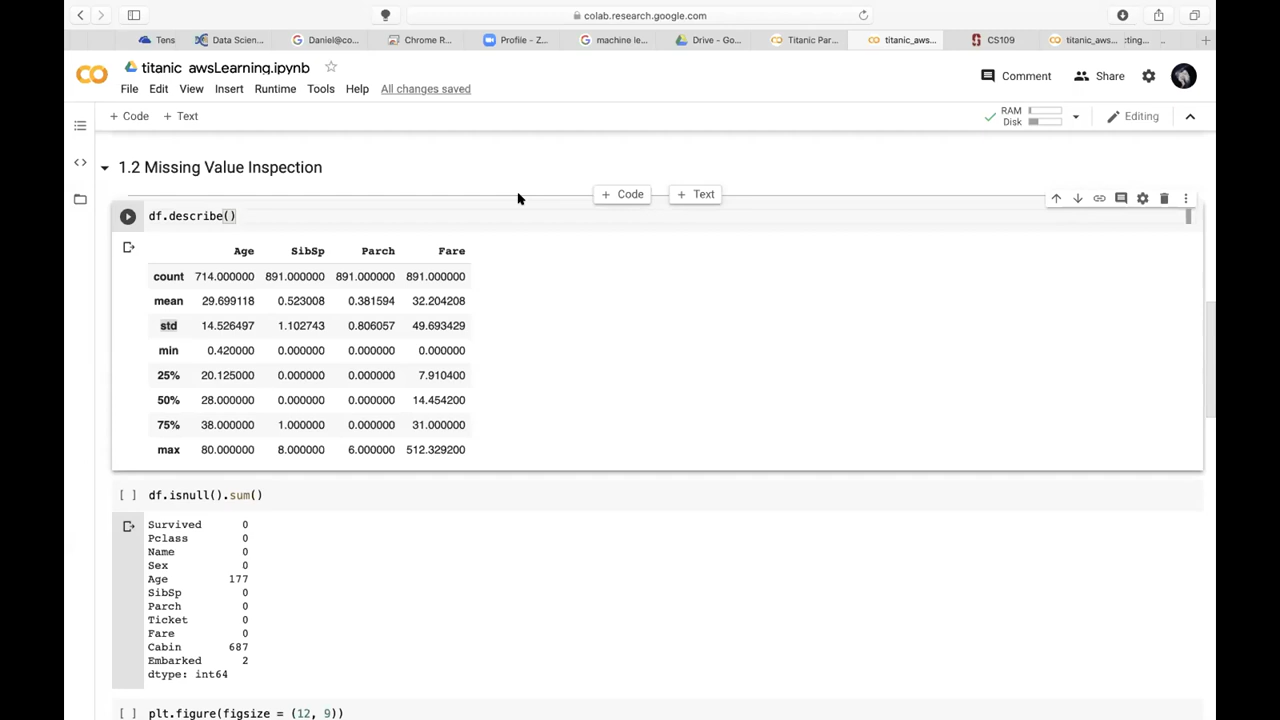 colab.research.google.com
Tens Data Scien... Daniel@co... Chrome R... Profile - Z... machine le... Drive - Go... Titanic Par... titanic_aws... CS109 titanic_aws... :ting...
titanic_awsLearning.ipynb
Comment Share
File Edit View Insert Runtime Tools Help All changes saved
+ Code + Text
RAM
Disk
Editing
1.2 Missing Value Inspection
+ Code + Text
df.describe()
Age SibSp Parch Fare
count 714.000000 891.000000 891.000000 891.000000
mean 29.699118 0.523008 0.381594 32.204208
std 14.526497 1.102743 0.806057 49.693429
min 0.420000 0.000000 0.000000 0.000000
25% 20.125000 0.000000 0.000000 7.910400
50% 28.000000 0.000000 0.000000 14.454200
75% 38.000000 1.000000 0.000000 31.000000
max 80.000000 8.000000 6.000000 512.329200
[ ] df.isnull().sum()
Survived 0
Pclass 0
Name 0
Sex 0
Age 177
SibSp 0
Parch 0
Ticket 0
Fare 0
Cabin 687
Embarked 2
dtype: int64
[ ] plt.figure(figsize = (12, 9))